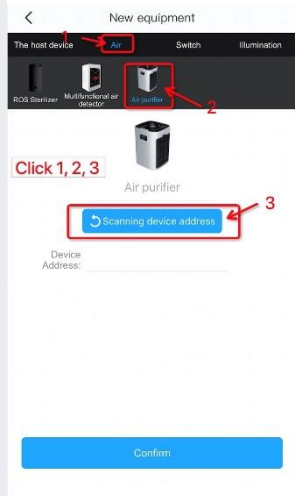 New equipment
The host device Air Switch Illumination
1
ROS Sterilizer Multifunctional air detector Air purifier
2
Click 1, 2, 3
Air purifier
3
Scanning device address
Device
Address:
Confirm